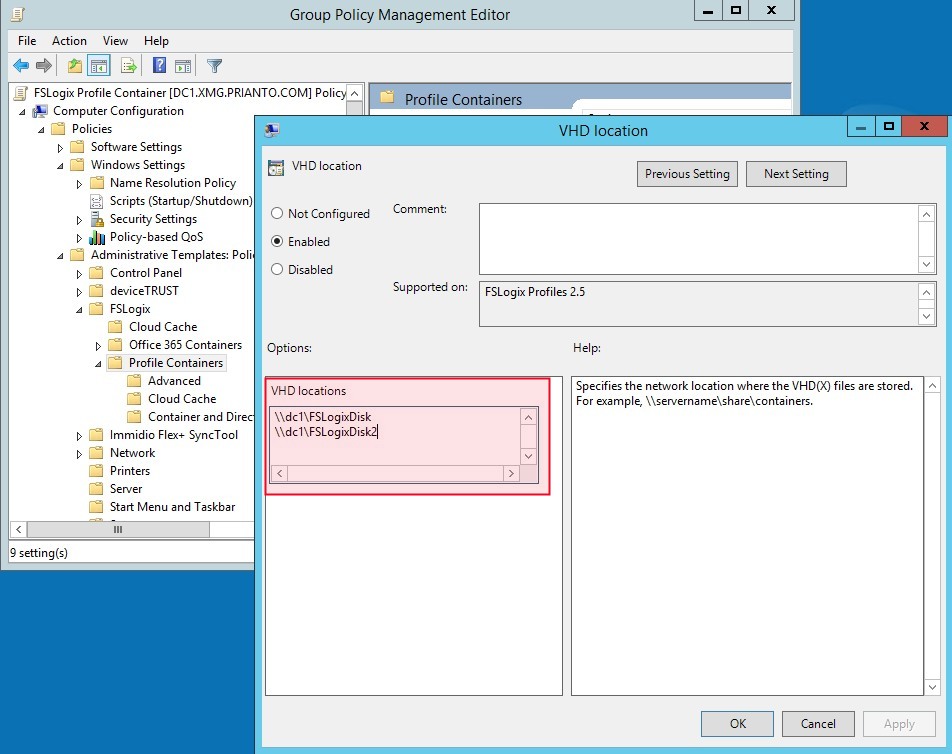 Group Policy Management Editor
File Action View Help
FSLogix Profile Container [DC1.XMG.PRIANTO.COM] Policy
Computer Configuration
Policies
Software Settings
Windows Settings
Name Resolution Policy
Scripts (Startup/Shutdown)
Security Settings
Policy-based QoS
Administrative Templates: Poli
Control Panel
deviceTRUST
FSLogix
Cloud Cache
Office 365 Containers
Profile Containers
Advanced
Cloud Cache
Container and Direc
Immidio Flex+ SyncTool
Network
Printers
Server
Start Menu and Taskbar
9 setting(s)
Profile Containers
VHD location
VHD location
Previous Setting
Next Setting
Not Configured
Enabled
Disabled
Comment:
Supported on:
FSLogix Profiles 2.5
Options:
Help:
VHD locations
\\dc1\FSLogixDisk
\\dc1\FSLogixDisk2
Specifies the network location where the VHD(X) files are stored.
For example, \\servername\share\containers.
OK
Cancel
Apply